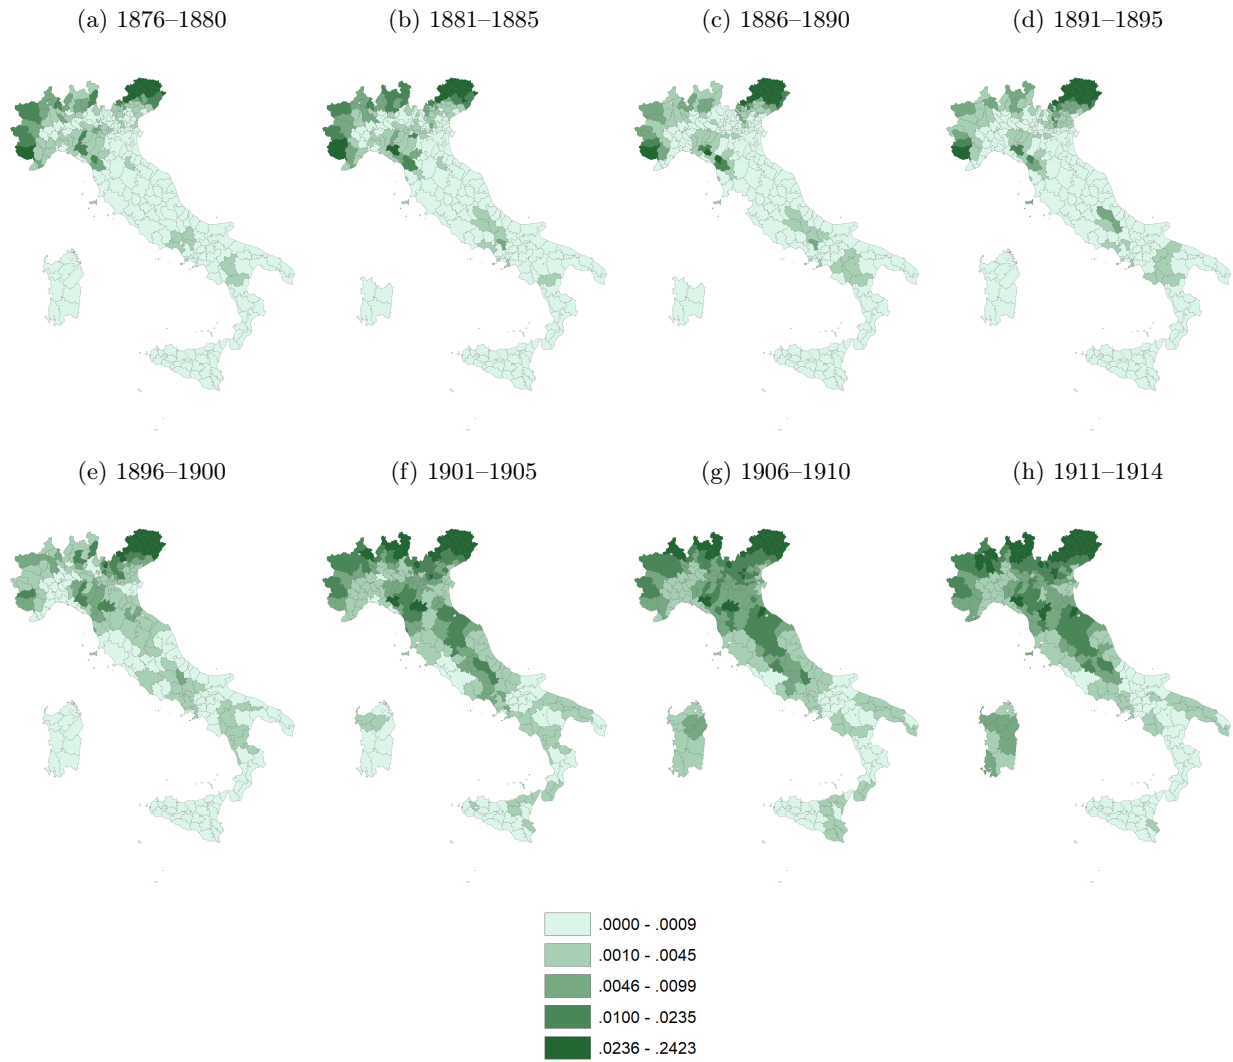 (a) 1876–1880
(b) 1881–1885
(c) 1886–1890
(d) 1891–1895
(e) 1896–1900
(f) 1901–1905
(g) 1906–1910
(h) 1911–1914
.0000 - .0009
.0010 - .0045
.0046 - .0099
.0100 - .0235
.0236 - .2423